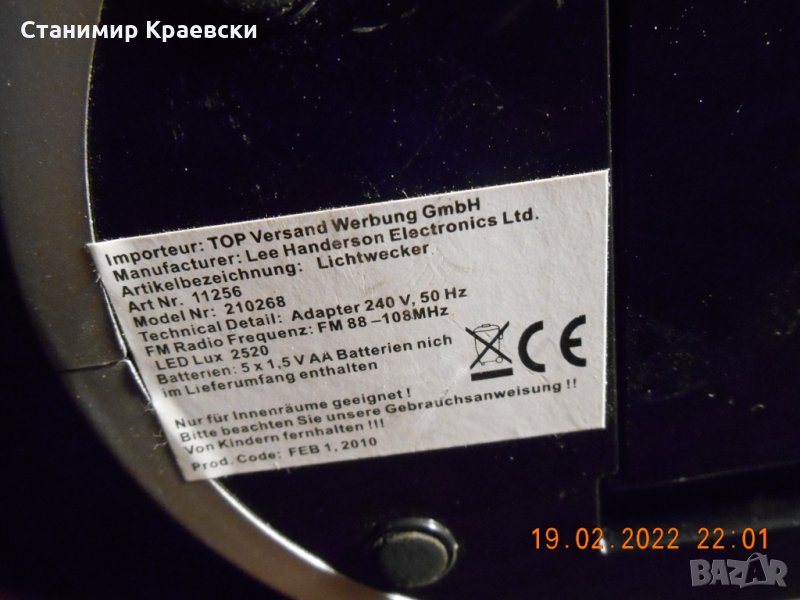 Станимир Краевски
Importeur: TOP Versand Werbung GmbH
Manufacturer: Lee Handerson Electronics Ltd.
Artikelbezeichnung: Lichtwecker
Art Nr. 11256
Model Nr: 210268
Technical Detail: Adapter 240 V, 50 Hz
FM Radio Frequenz: FM 88 –108MHz
LED Lux 2520
Batterien: 5 x 1,5 V AA Batterien nich
im Lieferumfang enthalten
CE
Nur für Innenräume geeignet !
Bitte beachten Sie unsere Gebrauchsanweisung !!
Von Kindern fernhalten !!!
Prod. Code: FEB 1, 2010
19.02.2022 22:01
BAZAR